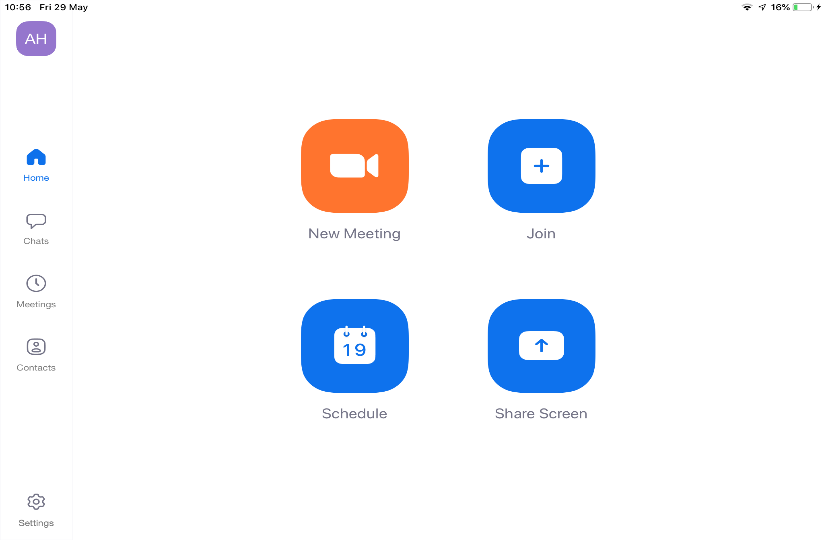 10:56 Fri 29 May
16%
AH
Home
Chats
Meetings
Contacts
Settings
New Meeting
Join
19
Schedule
Share Screen